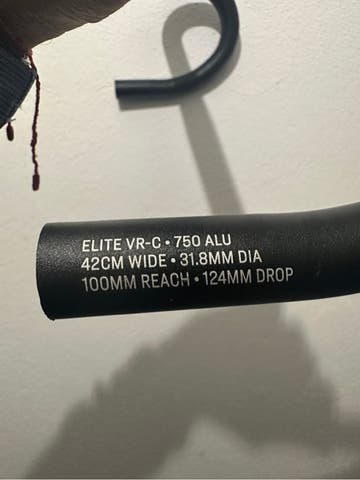 ELITE VR-C • 750 ALU
42CM WIDE • 31.8MM DIA
100MM REACH • 124MM DROP